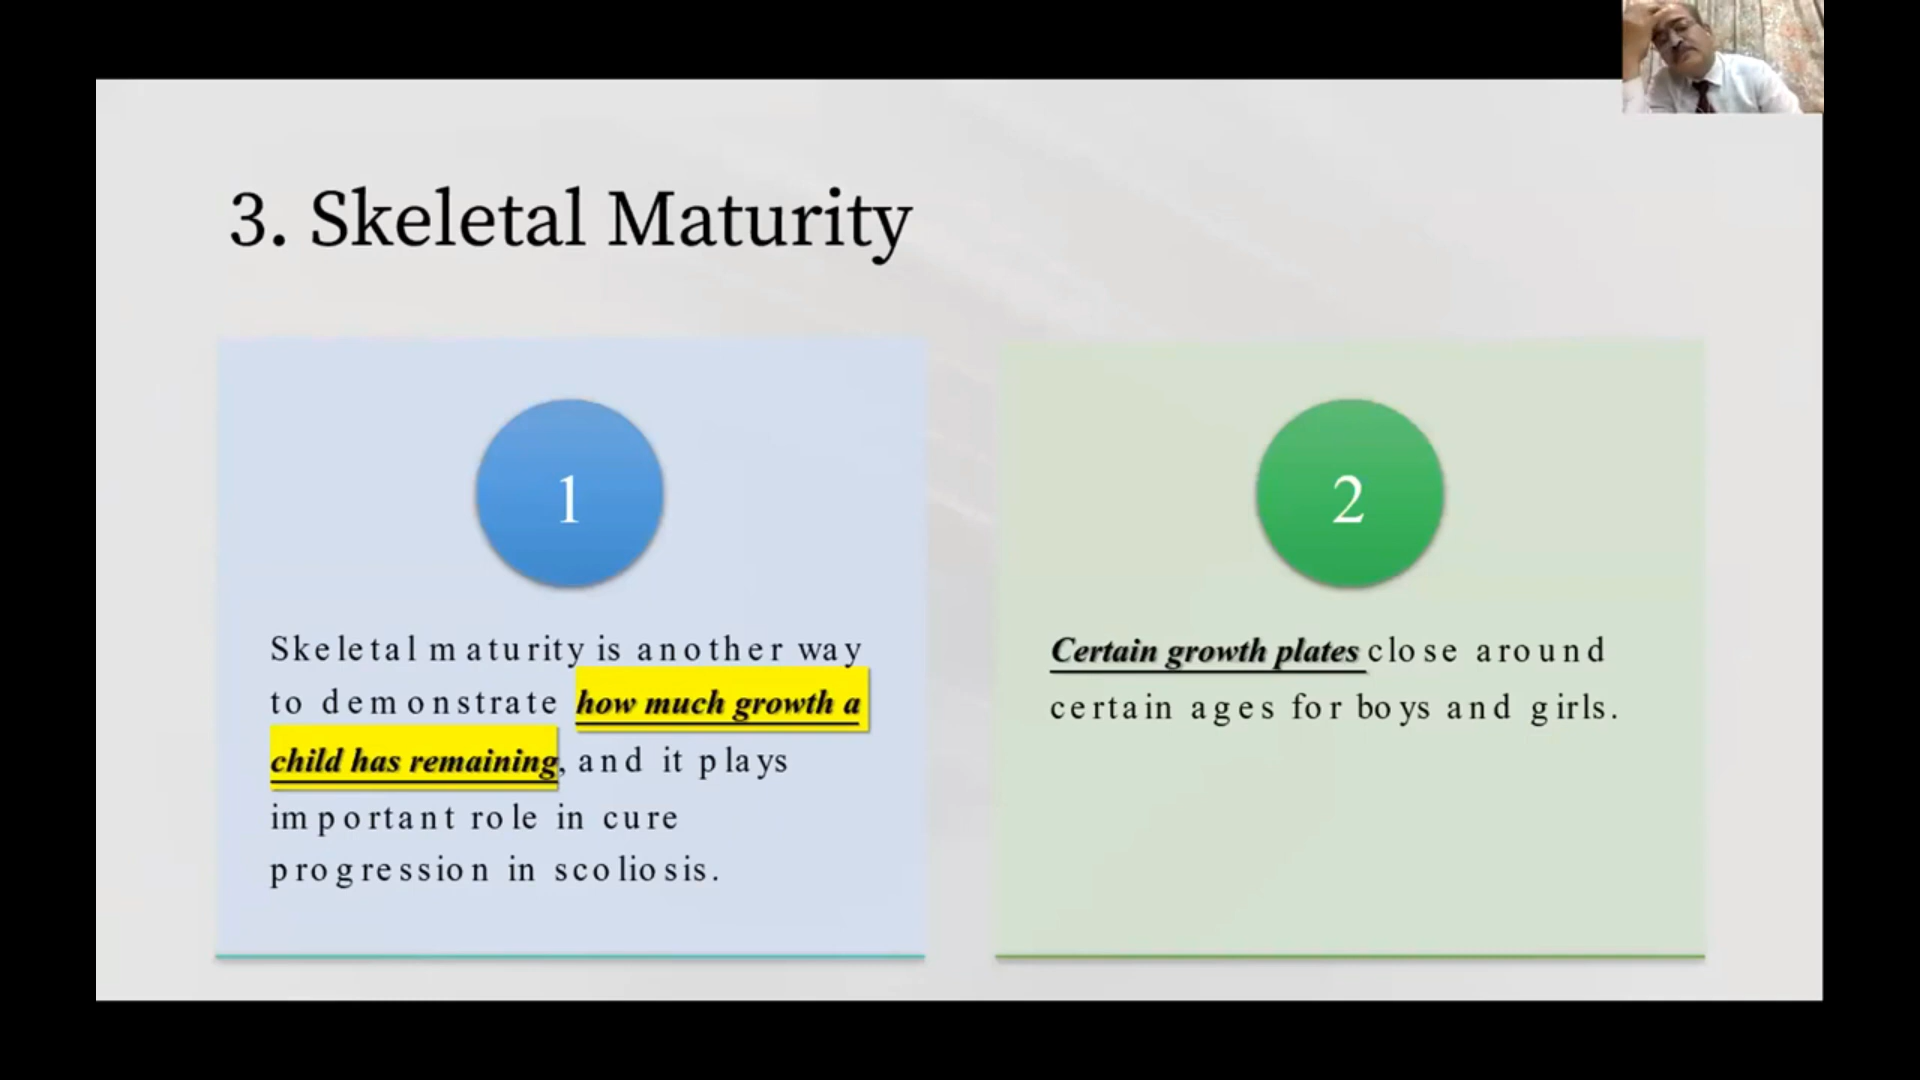 3. Skeletal Maturity
1
Skeletal maturity is another way
to demonstrate how much growth a
child has remaining, and it plays
important role in cure
progression in scoliosis.
2
Certain growth plates close around
certain ages for boys and girls.